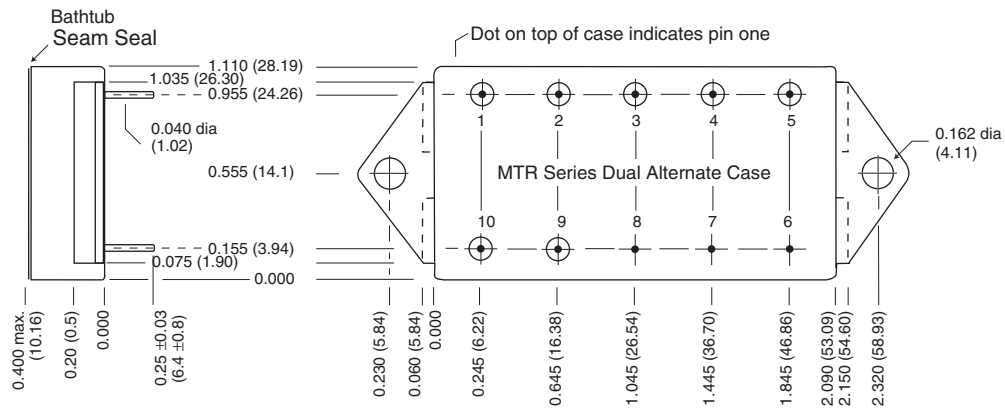 Bathtub
Seam Seal
Dot on top of case indicates pin one
1.110 (28.19)
1.035 (26.30)
0.955 (24.26)
0.040 dia
(1.02)
0.555 (14.1)
0.155 (3.94)
0.075 (1.90)
0.000
1 2 3 4 5
0.162 dia
(4.11)
MTR Series Dual Alternate Case
10 9 8 7 6
0.400 max.
(10.16)
0.20 (0.5)
0.000
0.25 ±0.03
(6.4 ±0.8)
0.230 (5.84)
0.060 (5.84)
0.000
0.245 (6.22)
0.645 (16.38)
1.045 (26.54)
1.445 (36.70)
1.845 (46.86)
2.090 (53.09)
2.150 (54.60)
2.320 (58.93)